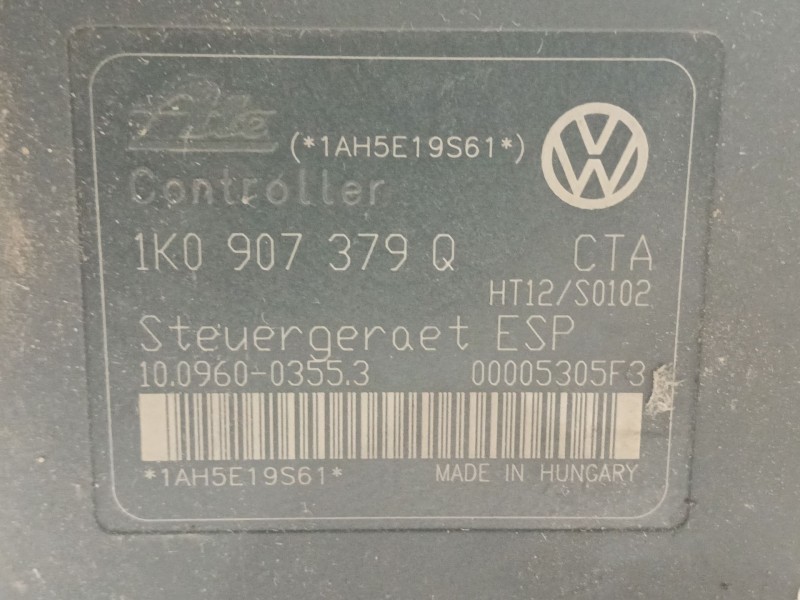 Ate
(*1AH5E19S61*)
VW
Controller
1K0 907 379 Q CTA
HT12/S0102
Steuergeraet ESP
10.0960-0355.3 00005305F3
*1AH5E19S61* MADE IN HUNGARY